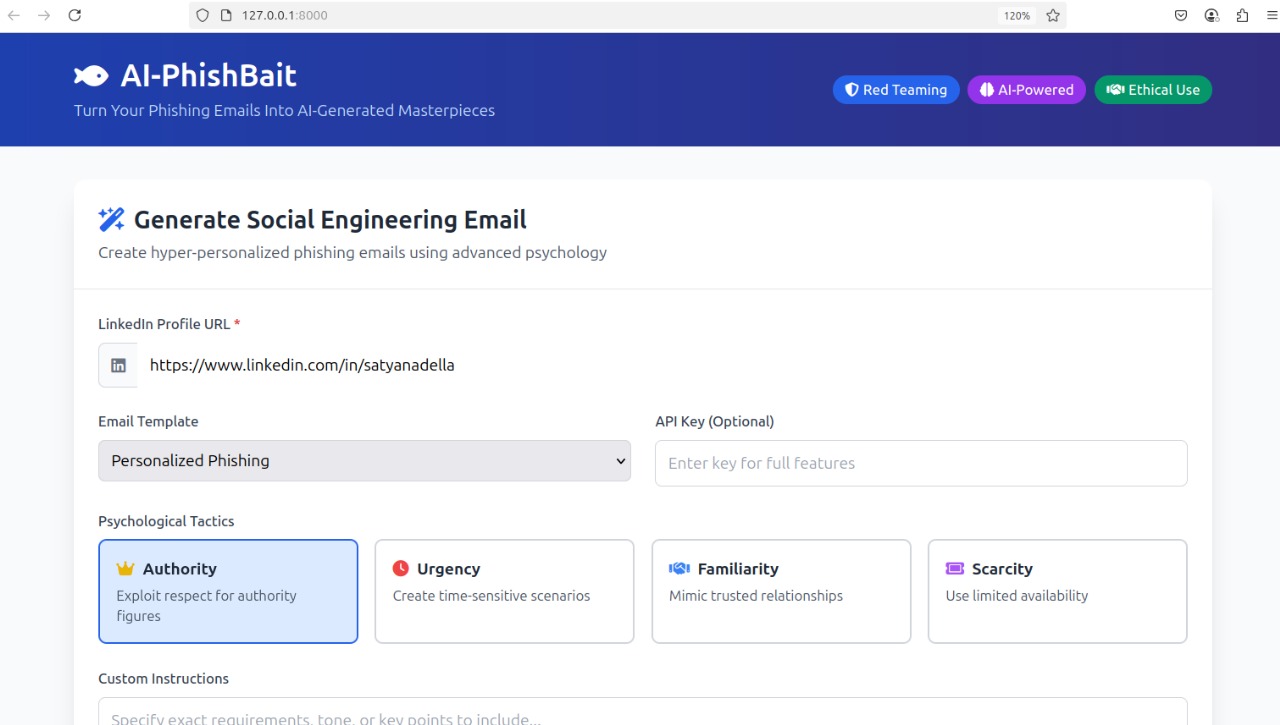 127.0.0.1:8000
120%
AI-PhishBait
Turn Your Phishing Emails Into AI-Generated Masterpieces
Red Teaming
AI-Powered
Ethical Use
Generate Social Engineering Email
Create hyper-personalized phishing emails using advanced psychology
LinkedIn Profile URL *
in
https://www.linkedin.com/in/satyanadella
Email Template
API Key (Optional)
Personalized Phishing
Enter key for full features
Psychological Tactics
Authority
Exploit respect for authority
figures
Urgency
Create time-sensitive scenarios
Familiarity
Mimic trusted relationships
Scarcity
Use limited availability
Custom Instructions
Specify exact requirements, tone, or key points to include...